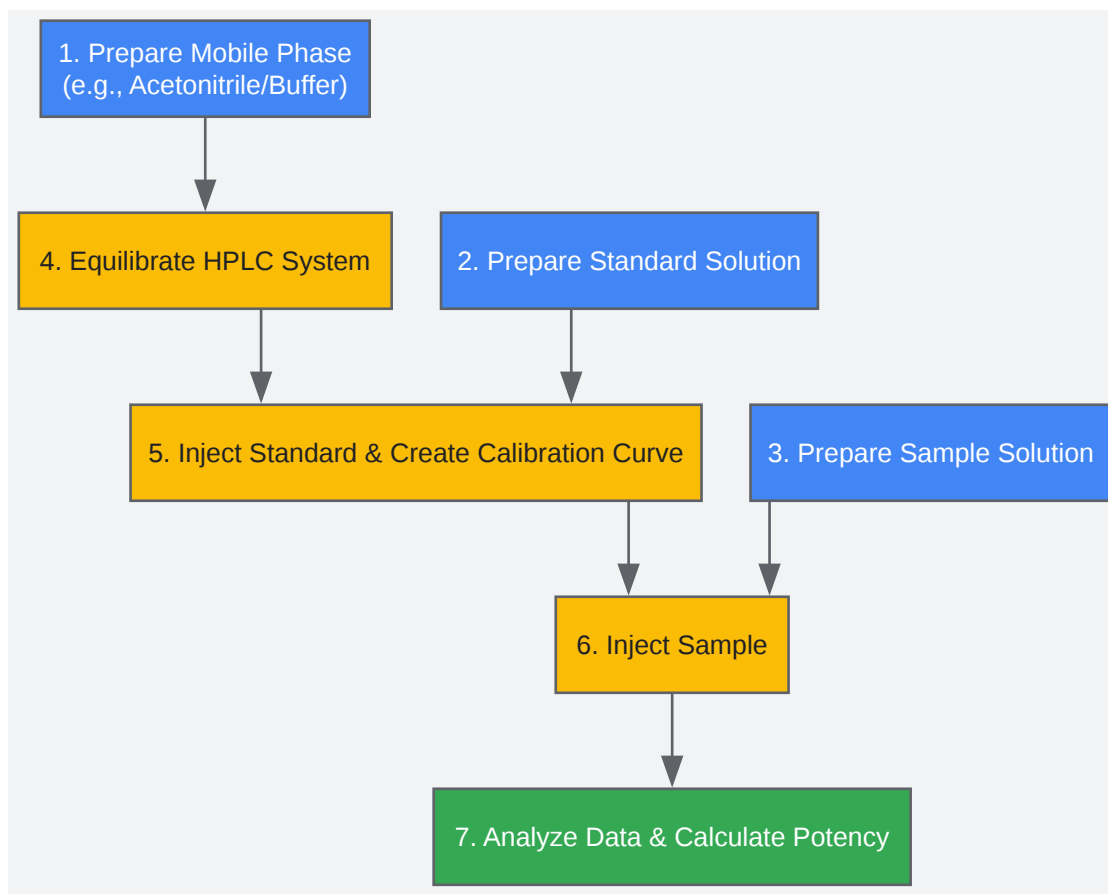 1. Prepare Mobile Phase
(e.g., Acetonitrile/Buffer)
4. Equilibrate HPLC System
2. Prepare Standard Solution
5. Inject Standard & Create Calibration Curve
3. Prepare Sample Solution
6. Inject Sample
7. Analyze Data & Calculate Potency